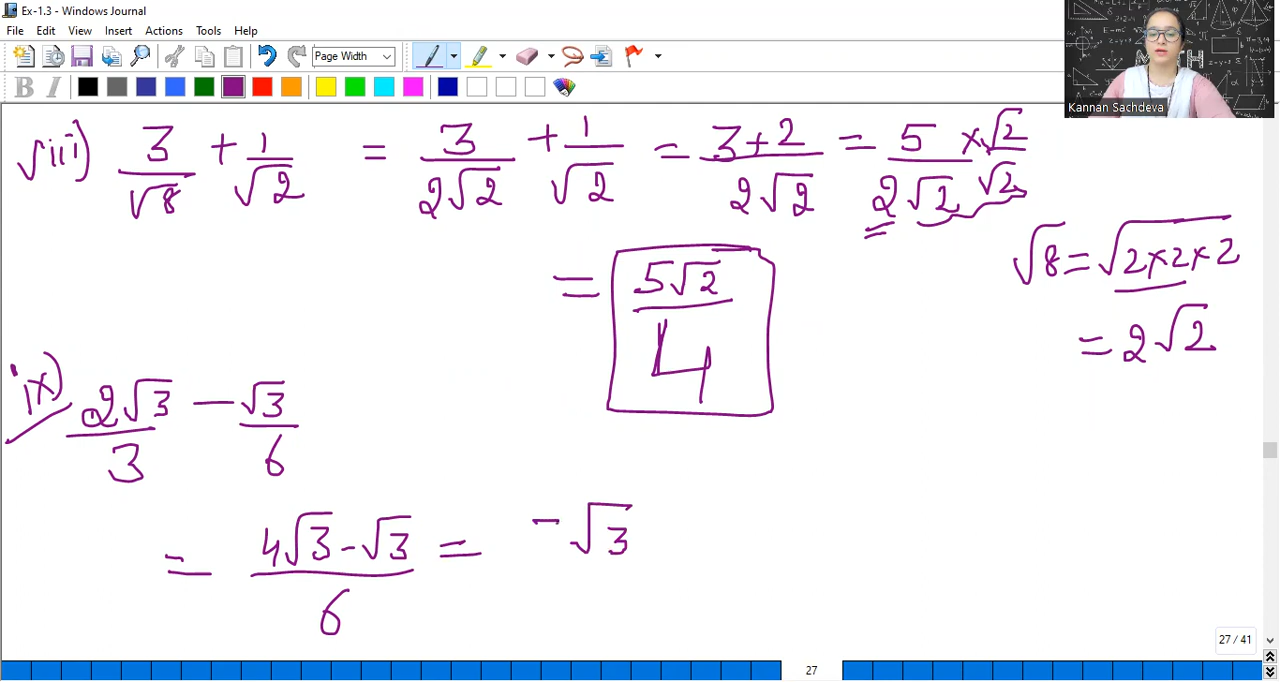 Ex-1.3 - Windows Journal
File Edit View Insert Actions Tools Help
Page Width
B I
Kannan Sachdeva
viii) 3/√8 + 1/√2 = 3/2√2 + 1/√2 = 3+2/2√2 = 5/2√2 × √2/√2
√8 = √2×2×2
= 2√2
= 5√2/4
ix) 2√3/3 − √3/6
= 4√3-√3/6 = -√3
27 / 41
27